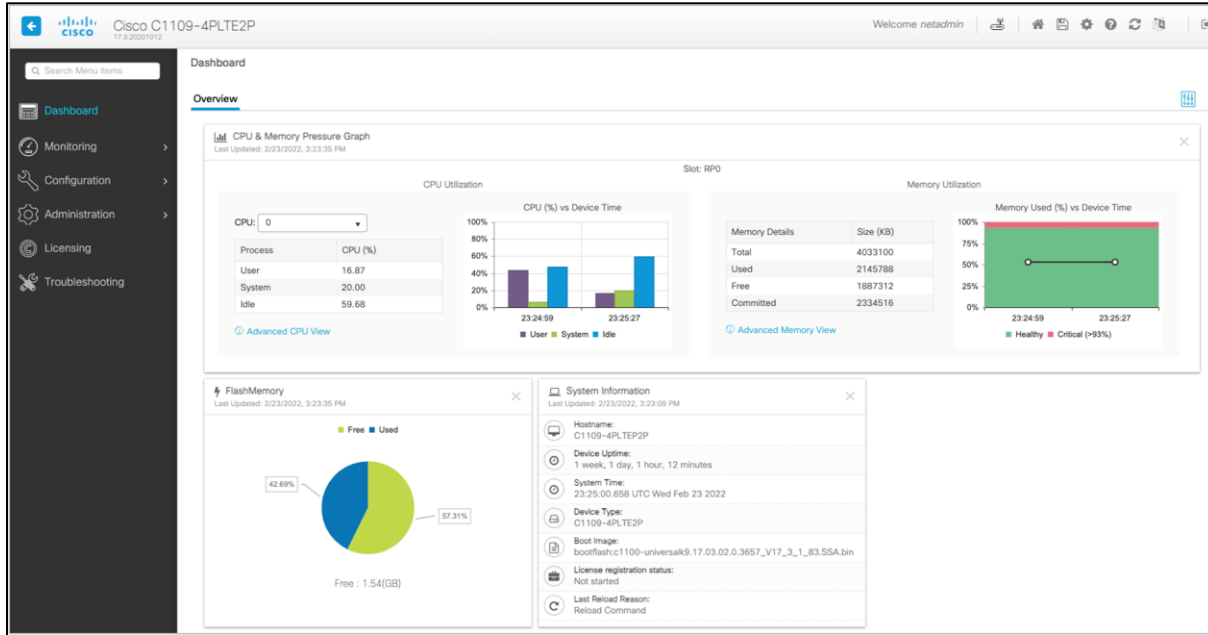 CISCO
Cisco C1109-4PLTE2P
17.3.20201012
Welcome netadmin
Search Menu Items
Dashboard
Monitoring
Configuration
Administration
Licensing
Troubleshooting
Dashboard
Overview
CPU & Memory Pressure Graph
Last Updated: 2/23/2022, 3:23:35 PM
Slot: RP0
CPU Utilization
CPU: 0
Process CPU (%)
User 16.87
System 20.00
Idle 59.68
Advanced CPU View
CPU (%) vs Device Time
100%
80%
60%
40%
20%
0%
23:24:59 23:25:27
User System Idle
Memory Utilization
Memory Details Size (KB)
Total 4033100
Used 2145788
Free 1887312
Committed 2334516
Advanced Memory View
Memory Used (%) vs Device Time
100%
75%
50%
25%
0%
23:24:59 23:25:27
Healthy Critical (>93%)
FlashMemory
Last Updated: 2/23/2022, 3:23:35 PM
Free Used
42.69%
57.31%
Free : 1.54(GB)
System Information
Last Updated: 2/23/2022, 3:23:09 PM
Hostname:
C1109-4PLTEP2P
Device Uptime:
1 week, 1 day, 1 hour, 12 minutes
System Time:
23:25:00.658 UTC Wed Feb 23 2022
Device Type:
C1109-4PLTE2P
Boot Image:
bootflash:c1100-universalk9.17.03.02.0.3657_V17_3_1_83.SSA.bin
License registration status:
Not started
Last Reload Reason:
Reload Command